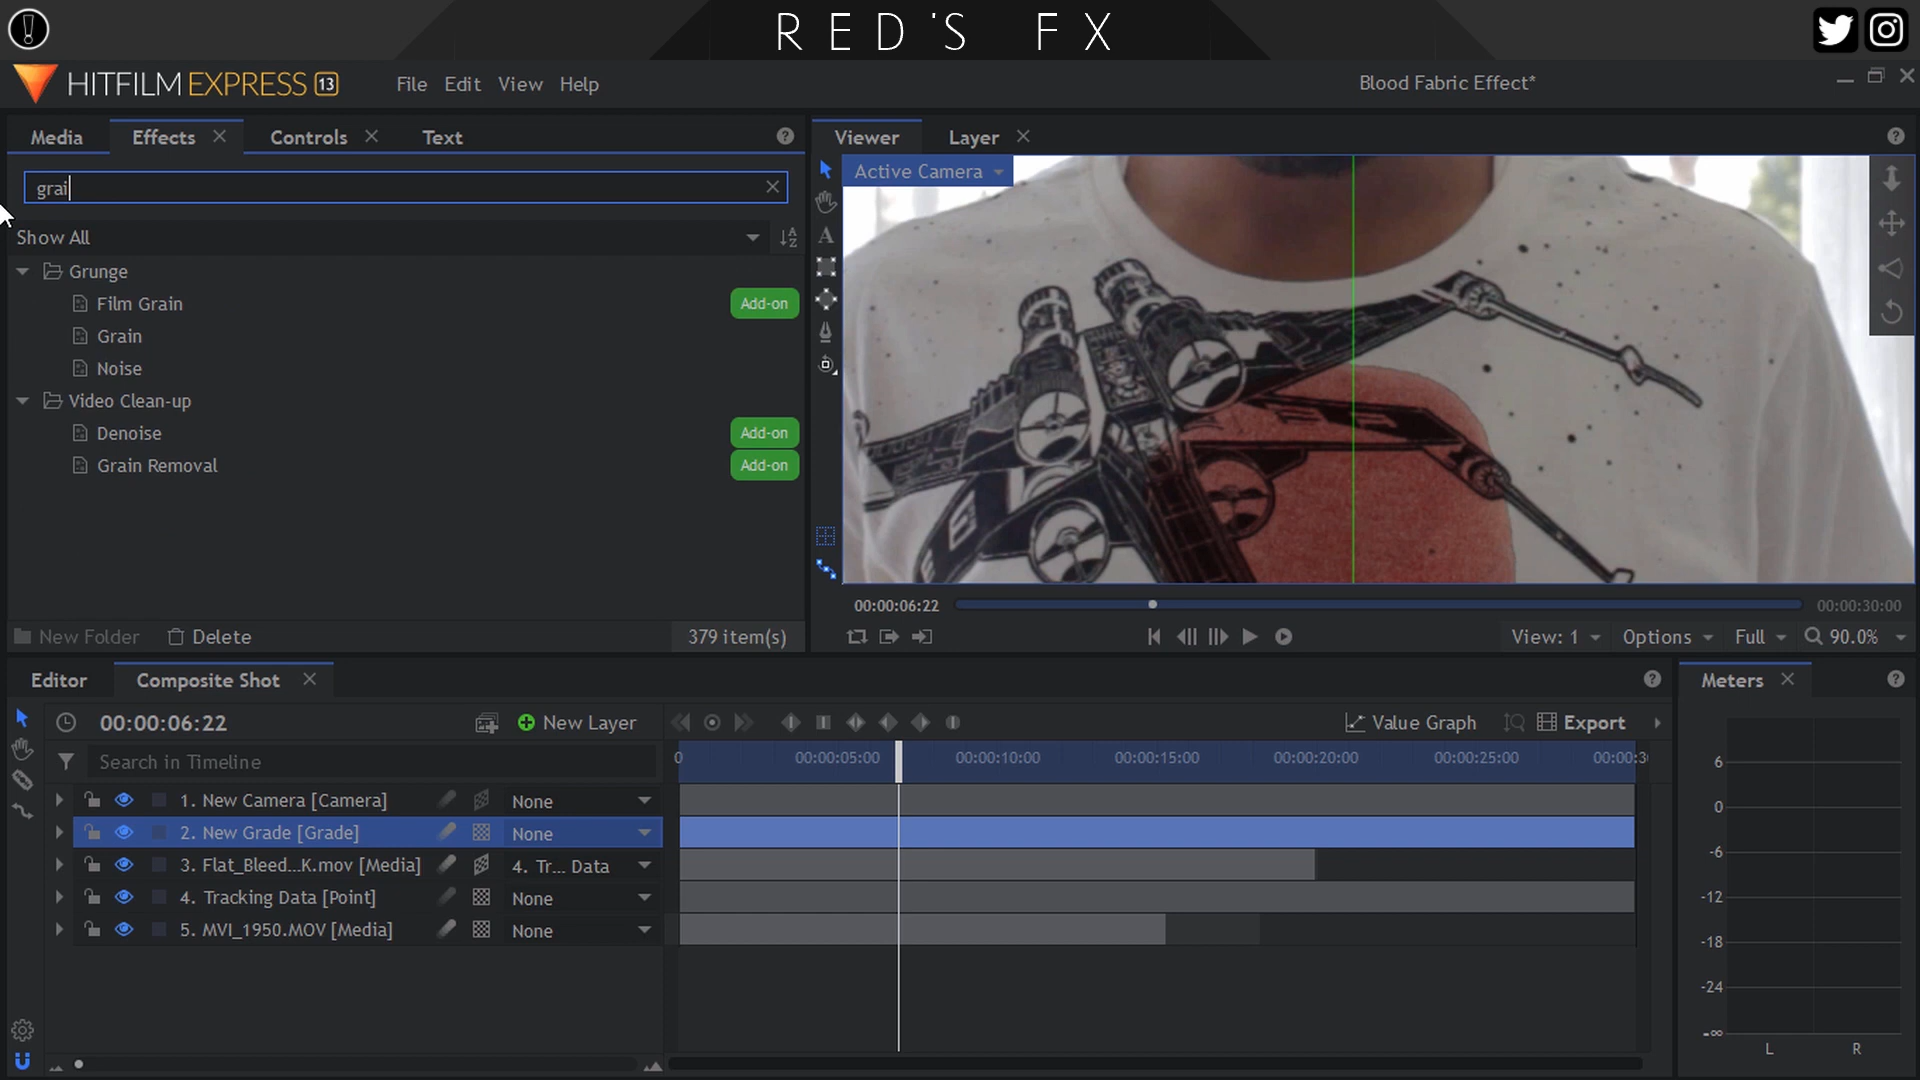 RED'S FX
HITFILM EXPRESS 13
File Edit View Help
Blood Fabric Effect*
Media Effects Controls Text
grai
Show All
Grunge
Film Grain Add-on
Grain
Noise
Video Clean-up
Denoise Add-on
Grain Removal Add-on
New Folder Delete 379 item(s)
Viewer Layer
Active Camera
00:00:06:22 00:00:30:00
View: 1 Options Full 90.0%
Editor Composite Shot
00:00:06:22 New Layer Value Graph Export
Search in Timeline
0 00:00:05:00 00:00:10:00 00:00:15:00 00:00:20:00 00:00:25:00 00:00:3
1. New Camera [Camera] None
2. New Grade [Grade] None
3. Flat_Bleed...K.mov [Media] 4. Tr... Data
4. Tracking Data [Point] None
5. MVI_1950.MOV [Media] None
Meters
6
0
-6
-12
-18
-24
-∞
L R